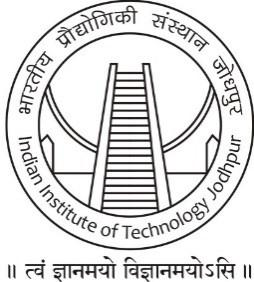 भारतीय प्रौद्योगिकी संस्थान जोधपुर
Indian Institute of Technology Jodhpur
॥ त्वं ज्ञानमयो विज्ञानमयोऽसि ॥